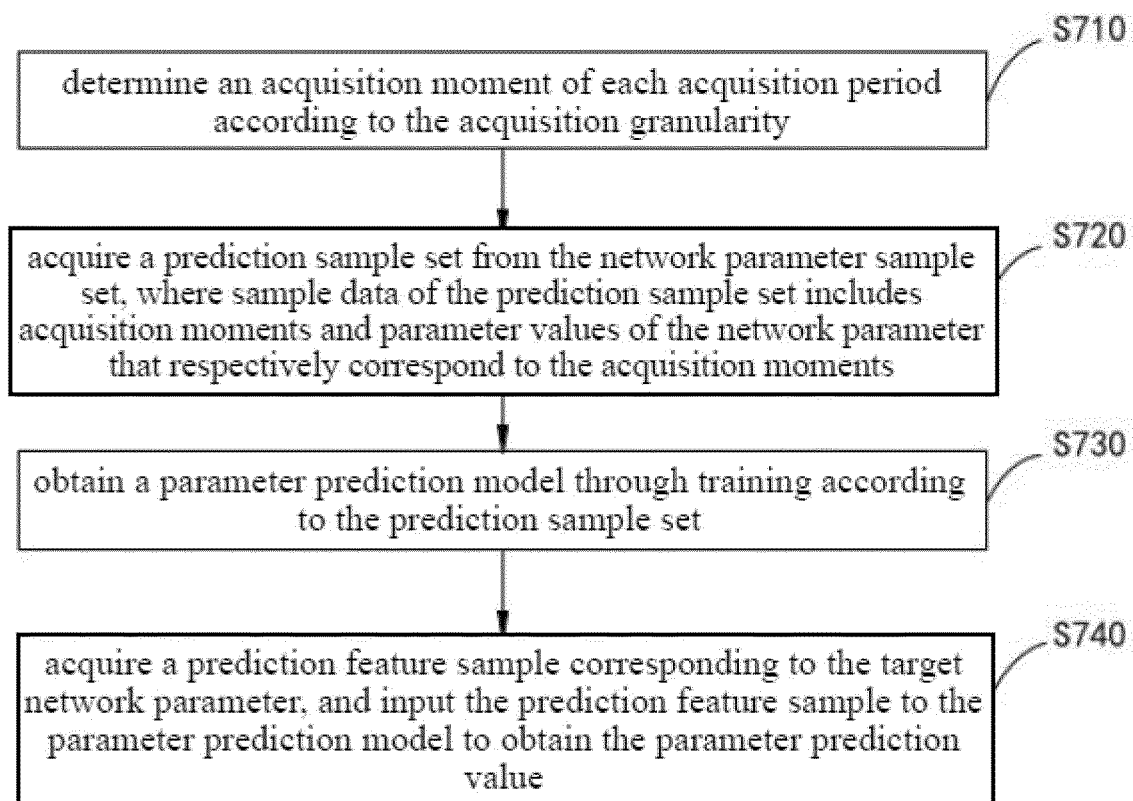 S710
determine an acquisition moment of each acquisition period
according to the acquisition granularity
S720
acquire a prediction sample set from the network parameter sample
set, where sample data of the prediction sample set includes
acquisition moments and parameter values of the network parameter
that respectively correspond to the acquisition moments
S730
obtain a parameter prediction model through training according
to the prediction sample set
S740
acquire a prediction feature sample corresponding to the target
network parameter, and input the prediction feature sample to the
parameter prediction model to obtain the parameter prediction
value